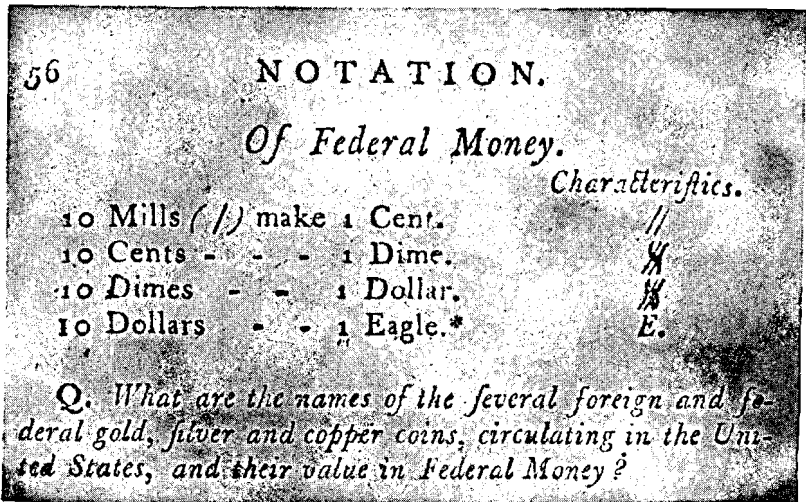 56 NOTATION.
Of Federal Money.
Characteriſtics.
10 Mills (/) make 1 Cent. //
10 Cents - - - 1 Dime.
10 Dimes - - 1 Dollar.
10 Dollars - - 1 Eagle.* E.
Q. What are the names of the ſeveral foreign and fe-
deral gold, ſilver and copper coins, circulating in the Uni-
ted States, and their value in Federal Money?